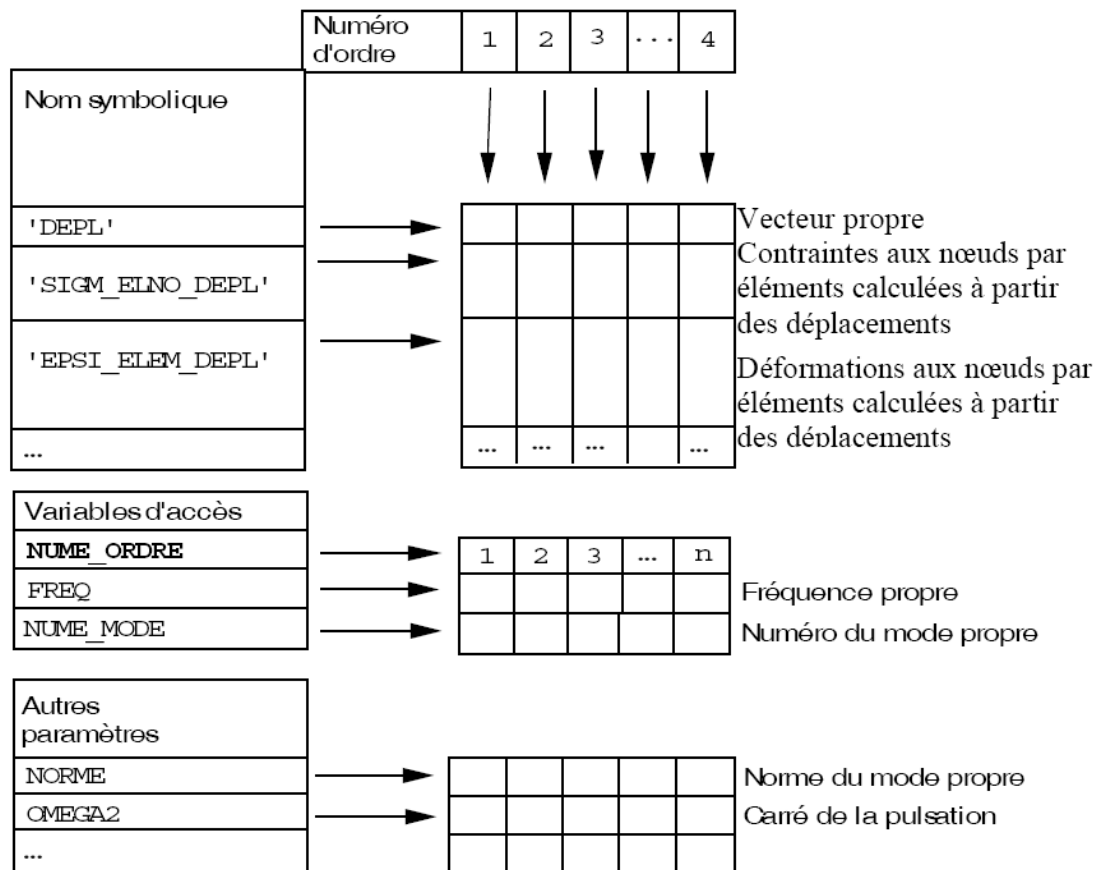 Numéro
d'ordre
1 2 3 ... 4
Nom symbolique
'DEPL'
Vecteur propre
'SIGM_ELNO_DEPL'
Contraintes aux nœuds par
éléments calculées à partir
des déplacements
'EPSI_ELEM_DEPL'
Déformations aux nœuds par
éléments calculées à partir
des déplacements
...
... ... ... ...
Variables d'accès
NUME_ORDRE
1 2 3 ... n
FREQ
Fréquence propre
NUME_MODE
Numéro du mode propre
Autres
paramètres
NORME
Norme du mode propre
OMEGA2
Carré de la pulsation
...